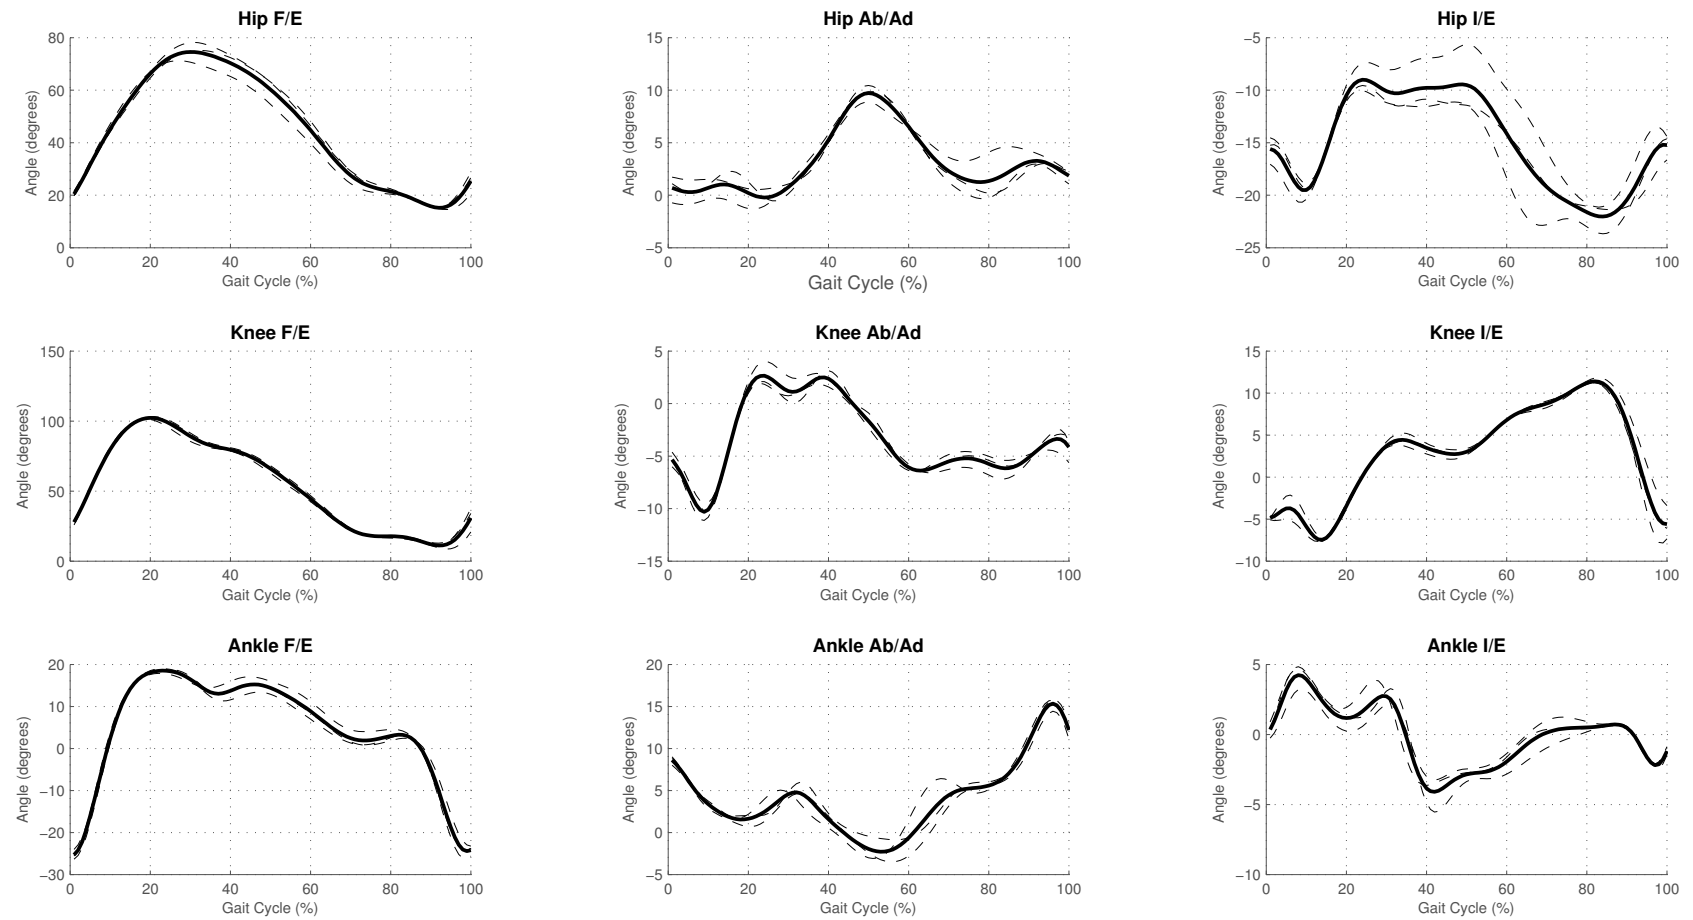 Hip F/E
Hip Ab/Ad
Hip I/E
80
60
40
20
0
Angle (degrees)
0 20 40 60 80 100
Gait Cycle (%)
15
10
5
0
−5
Angle (degrees)
0 20 40 60 80 100
Gait Cycle (%)
−5
−10
−15
−20
−25
Angle (degrees)
0 20 40 60 80 100
Gait Cycle (%)
Knee F/E
Knee Ab/Ad
Knee I/E
150
100
50
0
Angle (degrees)
0 20 40 60 80 100
Gait Cycle (%)
5
0
−5
−10
−15
Angle (degrees)
0 20 40 60 80 100
Gait Cycle (%)
15
10
5
0
−5
−10
Angle (degrees)
0 20 40 60 80 100
Gait Cycle (%)
Ankle F/E
Ankle Ab/Ad
Ankle I/E
20
10
0
−10
−20
−30
Angle (degrees)
0 20 40 60 80 100
Gait Cycle (%)
20
15
10
5
0
−5
Angle (degrees)
0 20 40 60 80 100
Gait Cycle (%)
5
0
−5
−10
Angle (degrees)
0 20 40 60 80 100
Gait Cycle (%)